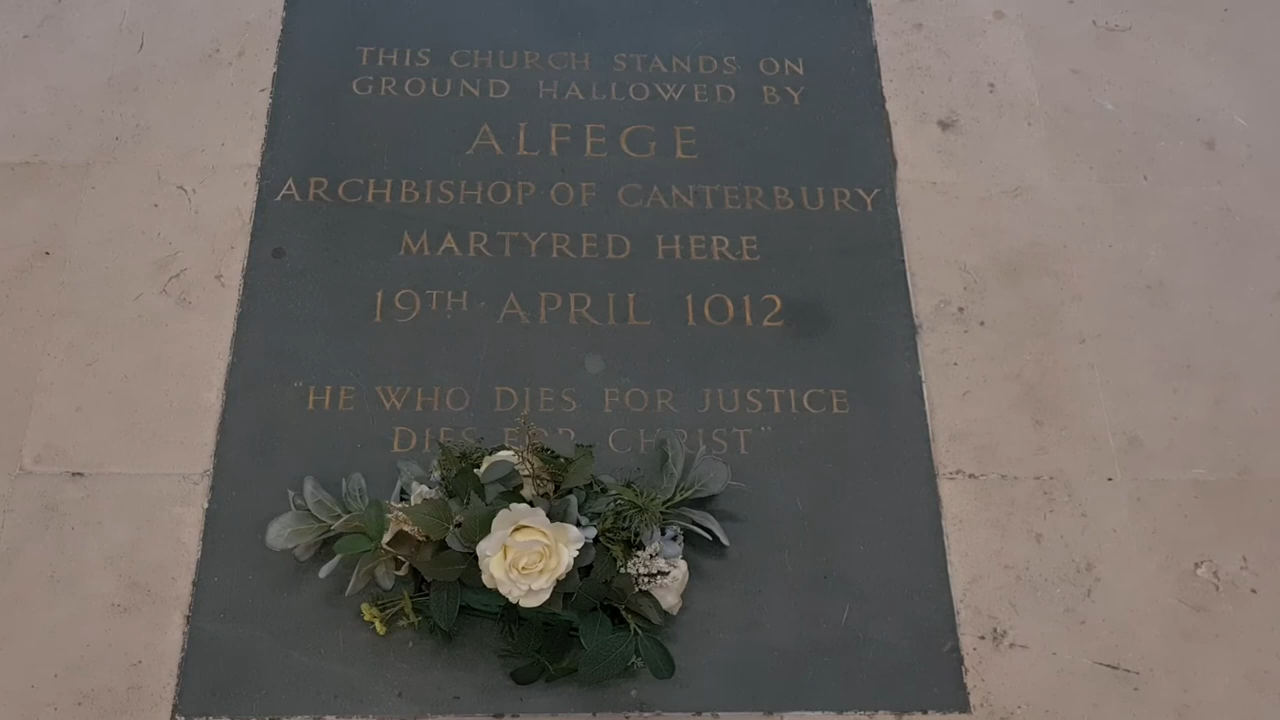 THIS CHURCH STANDS ON
GROUND HALLOWED BY
ALFEGE
ARCHBISHOP OF CANTERBURY
MARTYRED HERE
19TH APRIL 1012
"HE WHO DIES FOR JUSTICE
DIES FOR CHRIST"